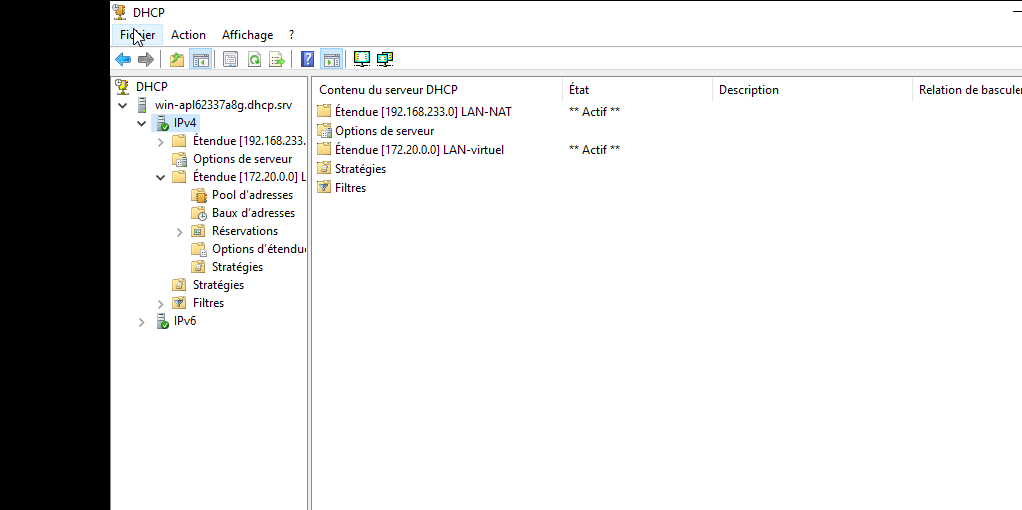 DHCP
Fichier Action Affichage ?
DHCP
win-apl62337a8g.dhcp.srv
IPv4
Étendue [192.168.233.
Options de serveur
Étendue [172.20.0.0] L
Pool d'adresses
Baux d'adresses
Réservations
Options d'étendue
Stratégies
Stratégies
Filtres
IPv6
Contenu du serveur DHCP État Description Relation de bascule
Étendue [192.168.233.0] LAN-NAT ** Actif **
Options de serveur
Étendue [172.20.0.0] LAN-virtuel ** Actif **
Stratégies
Filtres